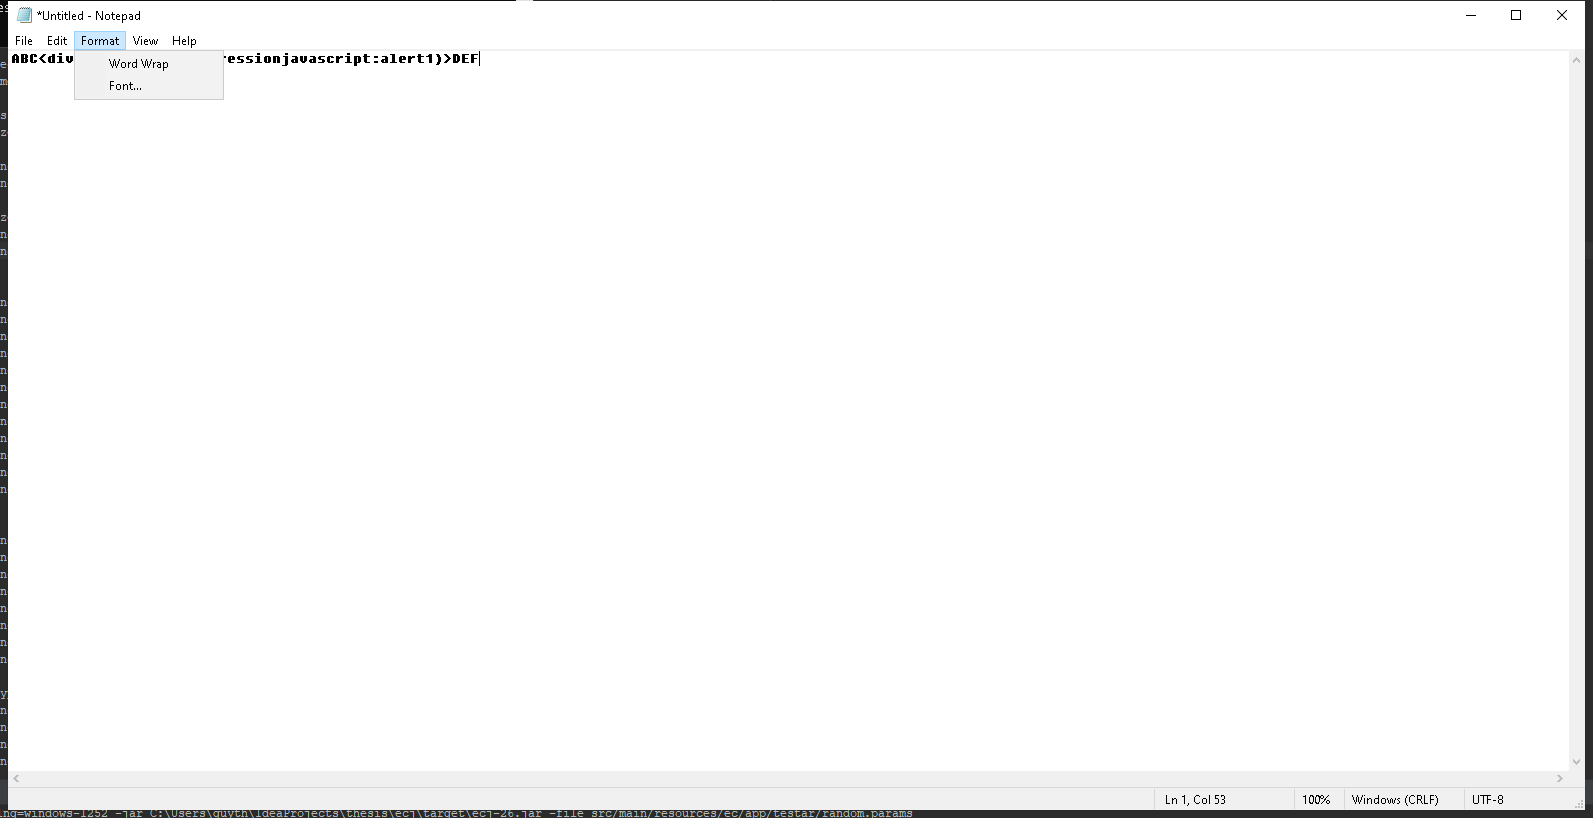 *Untitled - Notepad
File Edit Format View Help
ABC<div ressionjavascript:alert1)>DEF
Word Wrap
Font...
Ln 1, Col 53 100% Windows (CRLF) UTF-8
ing=windows-1252 -jar C:\Users\guyth\IdeaProjects\thesis\ecj\target\ecj-26.jar -file src/main/resources/ec/app/testar/random.params